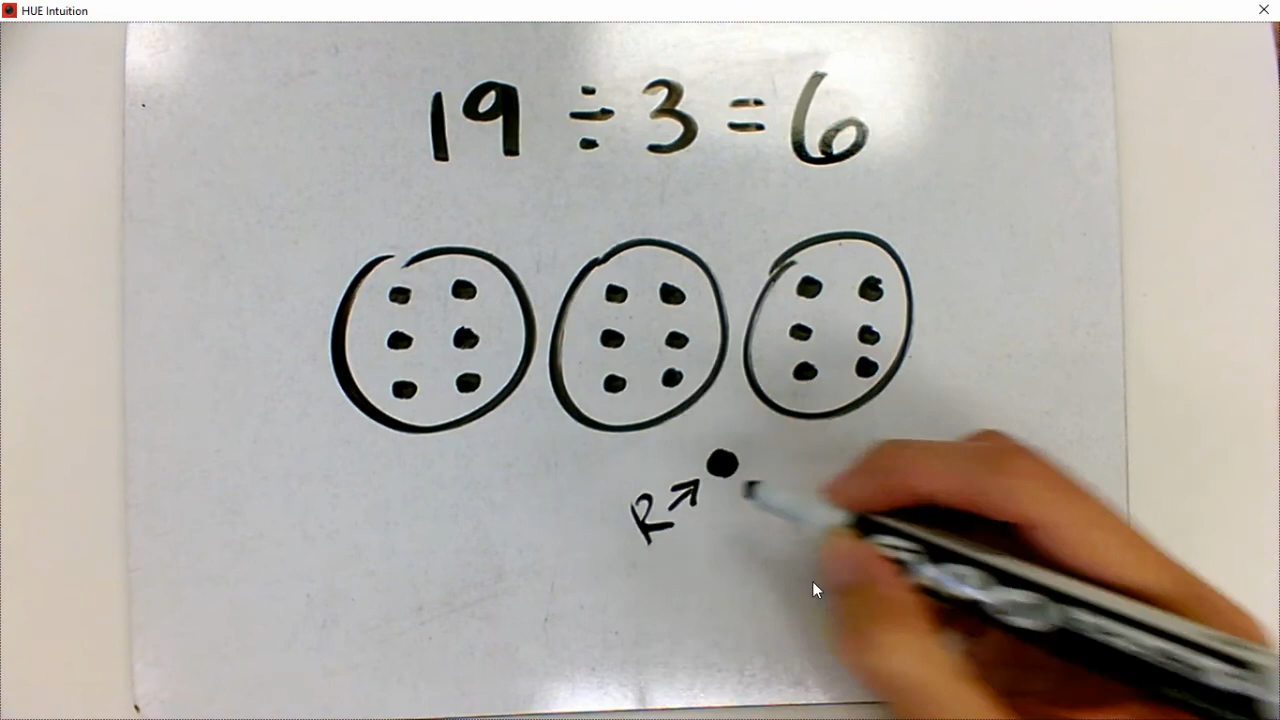 HUE Intuition
19 ÷ 3 = 6
R →